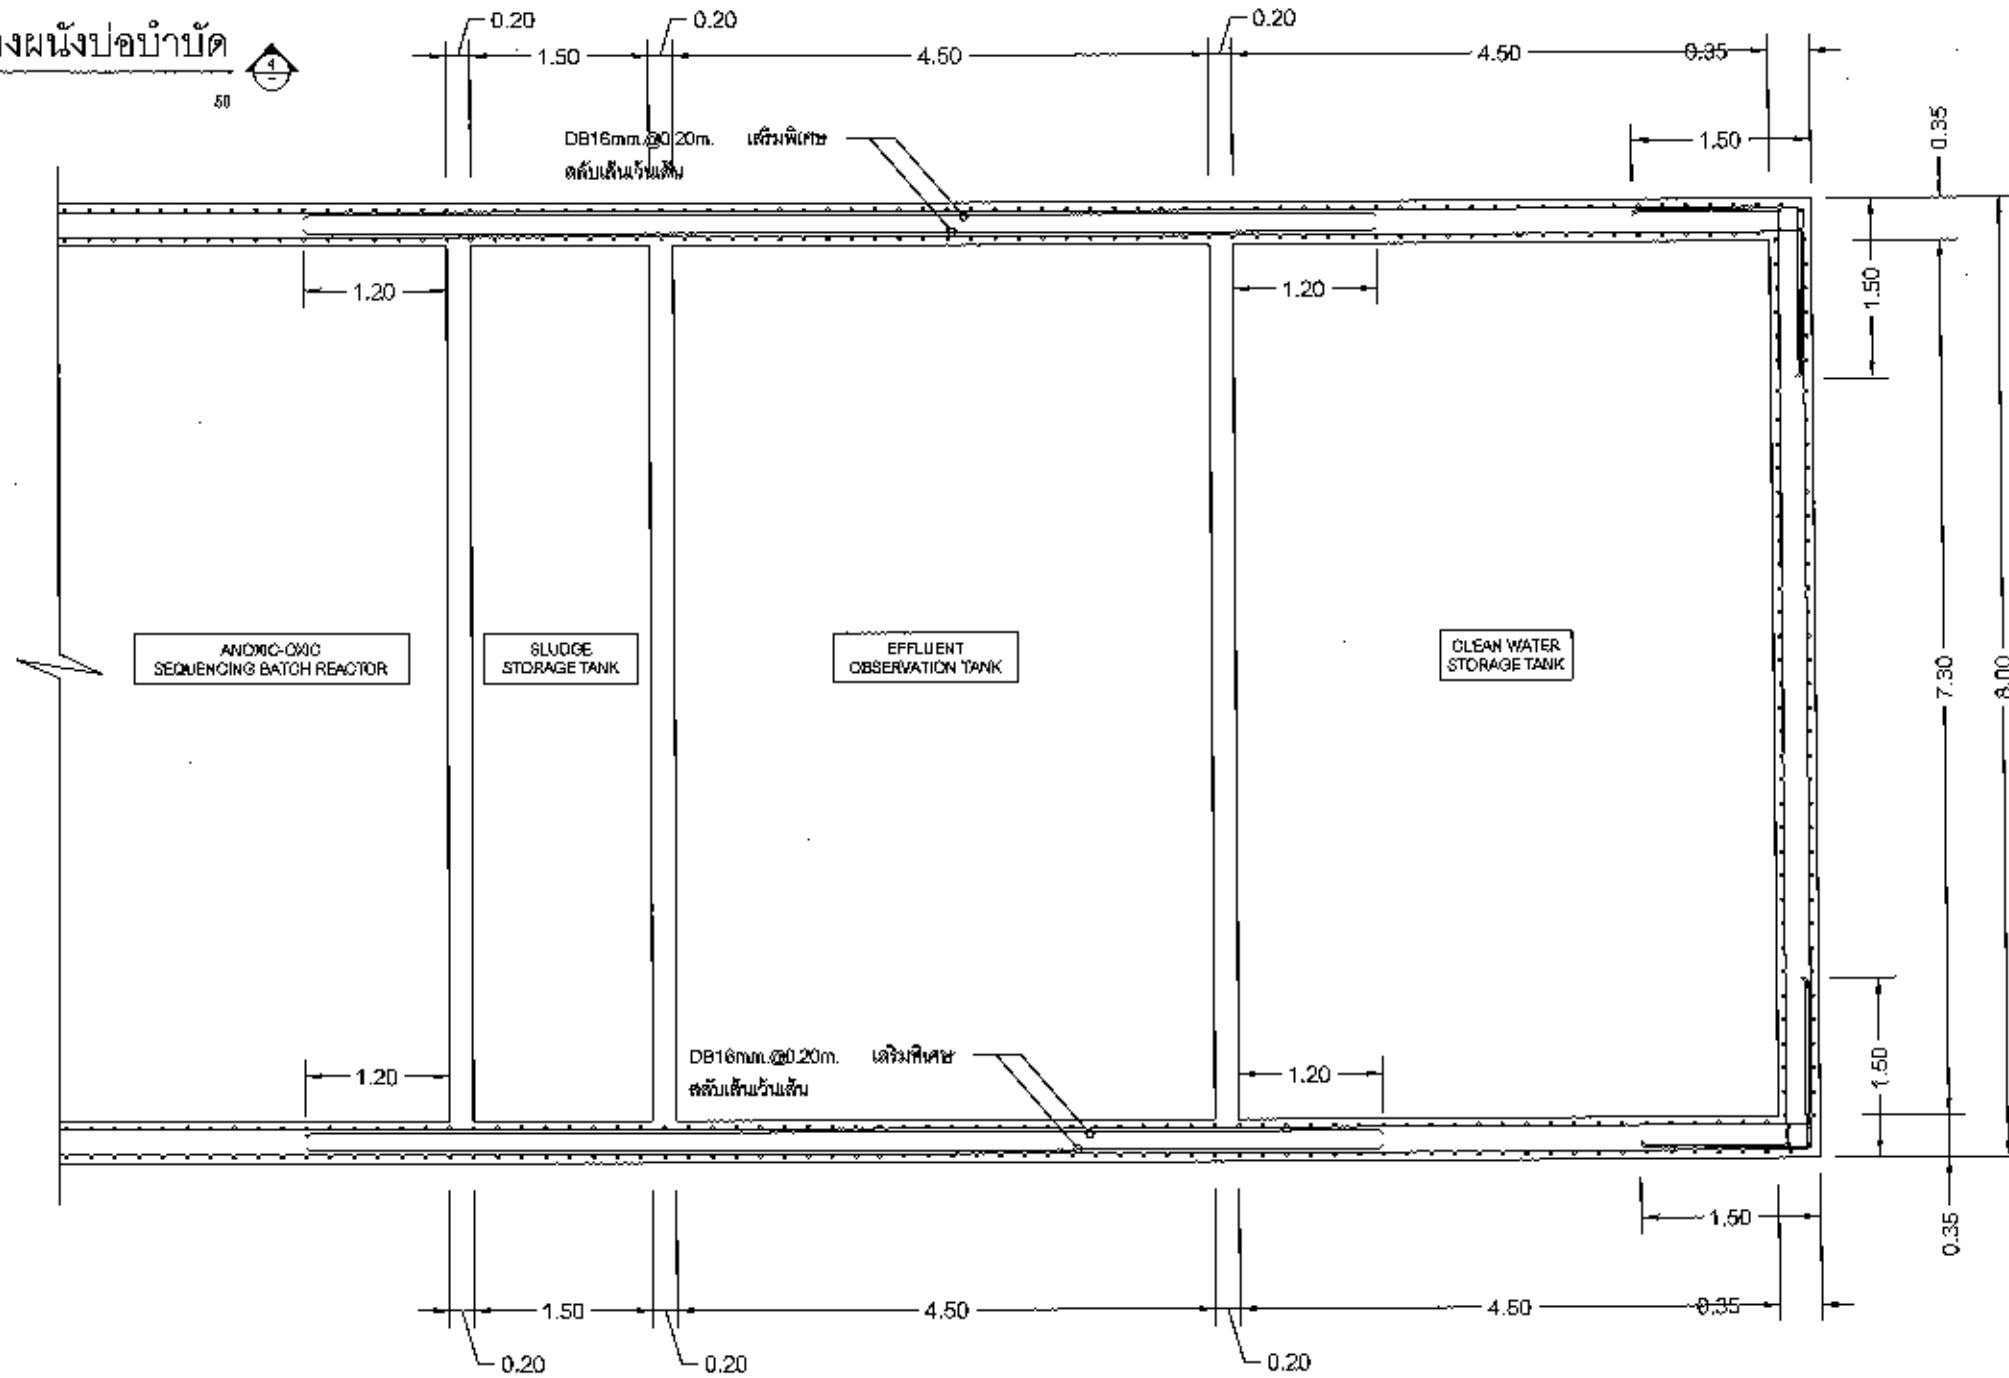 0.20
0.20
0.20
งผนังบ่อบำบัด
4
-
50
1.50
4.50
4.50
0.35
DB16mm.@0.20m. เสริมพิเศษ
สลับเส้นเว้นเส้น
1.50
0.35
1.20
1.20
1.50
ANOXIC-OXIC
SEQUENCING BATCH REACTOR
SLUDGE
STORAGE TANK
EFFLUENT
OBSERVATION TANK
CLEAN WATER
STORAGE TANK
7.30
8.00
DB16mm.@0.20m. เสริมพิเศษ
สลับเส้นเว้นเส้น
1.20
1.20
1.50
1.50
0.35
1.50
4.50
4.50
0.35
0.20
0.20
0.20